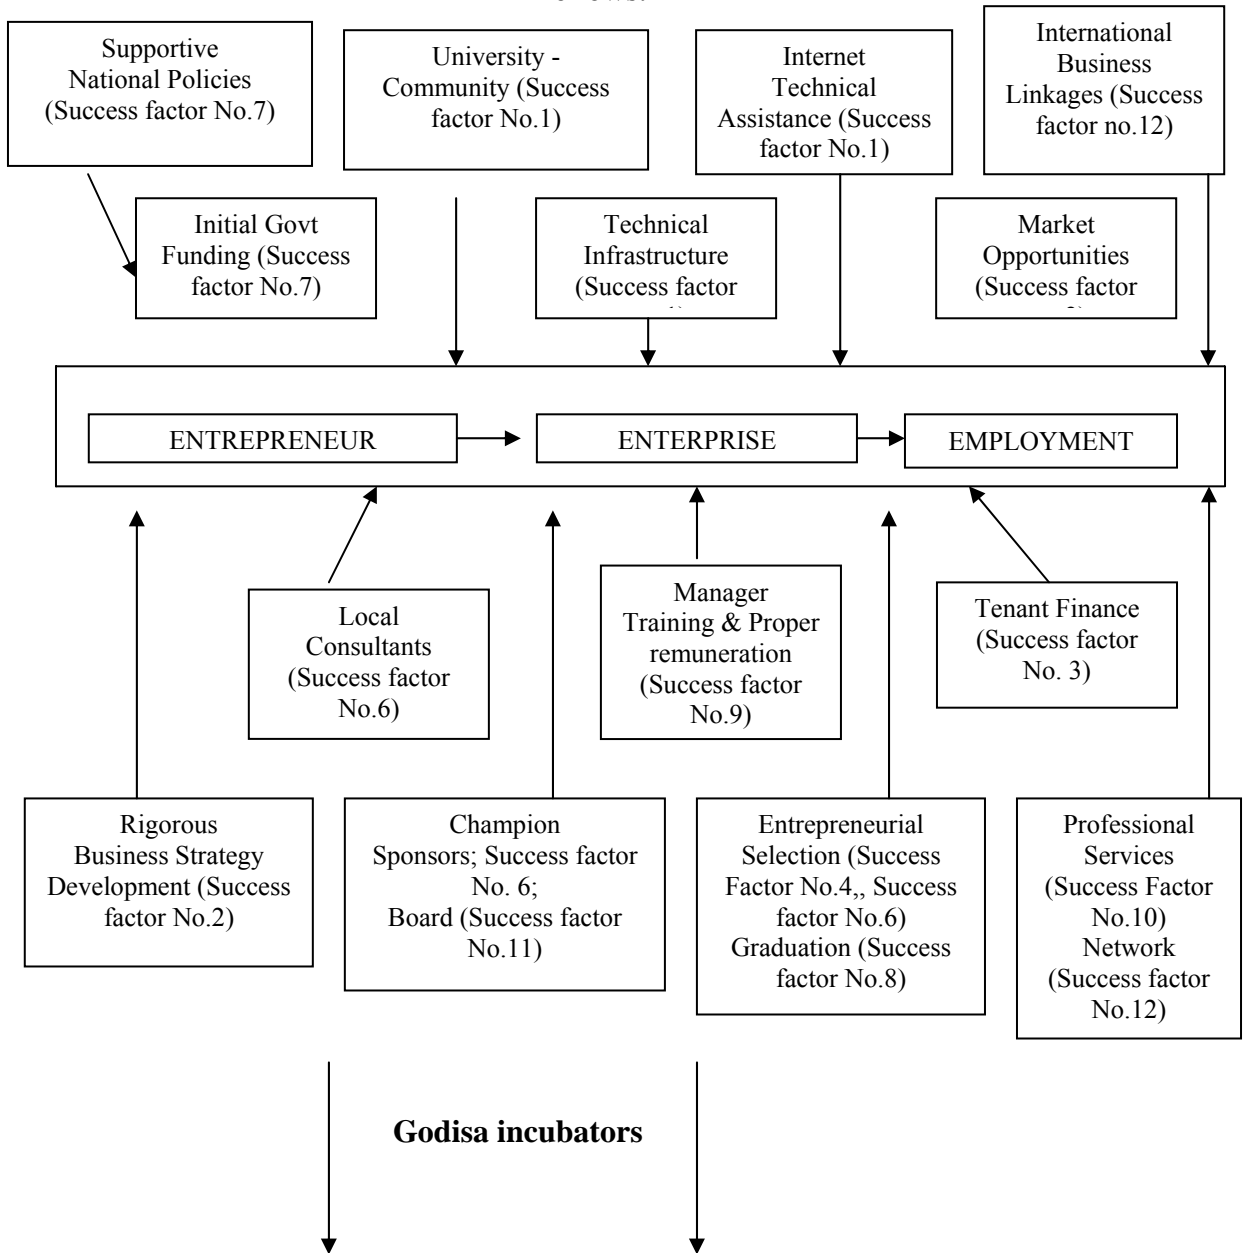 Supportive
National Policies
(Success factor No.7)
University -
Community (Success
factor No.1)
Internet
Technical
Assistance (Success
factor No.1)
International
Business
Linkages (Success
factor no.12)
Initial Govt
Funding (Success
factor No.7)
Technical
Infrastructure
(Success factor
Market
Opportunities
(Success factor
ENTREPRENEUR
ENTERPRISE
EMPLOYMENT
Local
Consultants
(Success factor
No.6)
Manager
Training & Proper
remuneration
(Success factor
No.9)
Tenant Finance
(Success factor
No. 3)
Rigorous
Business Strategy
Development (Success
factor No.2)
Champion
Sponsors; Success factor
No. 6;
Board (Success factor
No.11)
Entrepreneurial
Selection (Success
Factor No.4,, Success
factor No.6)
Graduation (Success
factor No.8)
Professional
Services
(Success Factor
No.10)
Network
(Success factor
No.12)
Godisa incubators